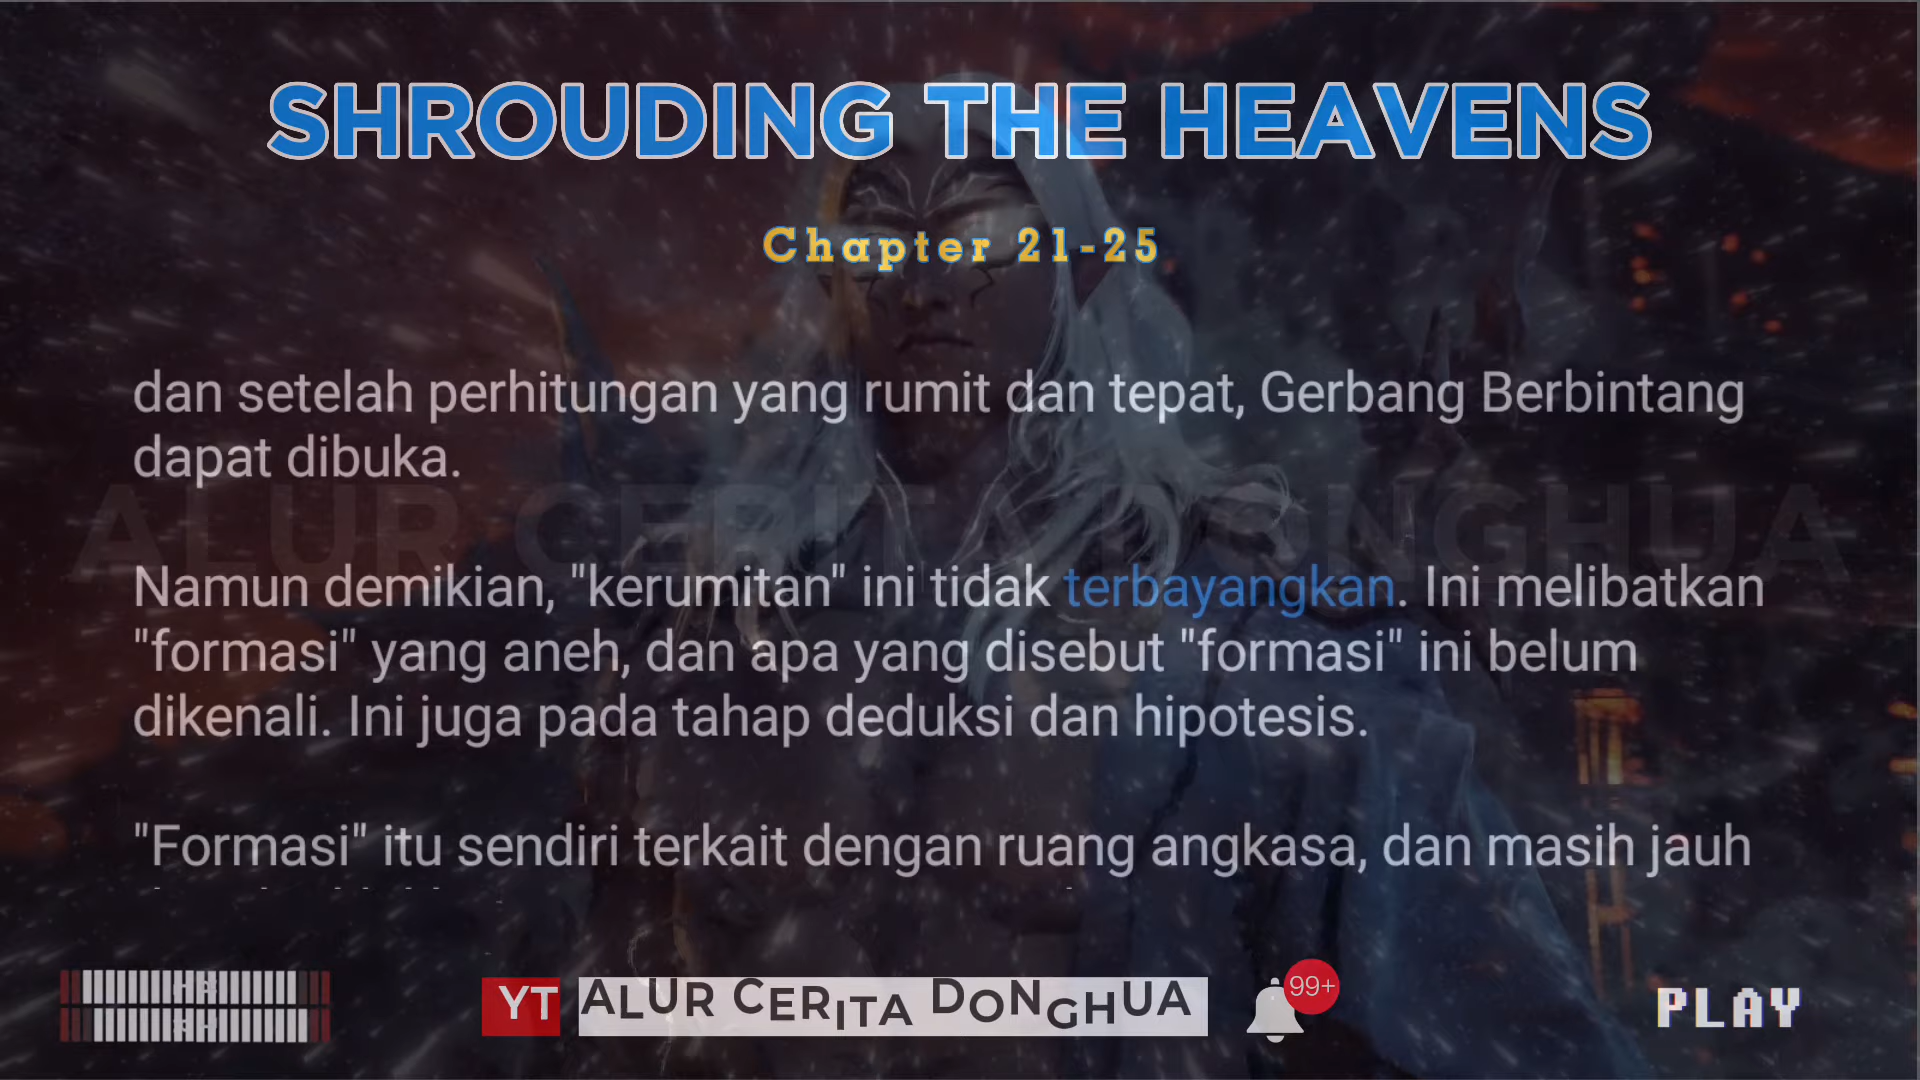 SHROUDING THE HEAVENS
Chapter 21-25
dan setelah perhitungan yang rumit dan tepat, Gerbang Berbintang
dapat dibuka.
ALUR CERITA DONGHUA
Namun demikian, "kerumitan" ini tidak terbayangkan. Ini melibatkan
"formasi" yang aneh, dan apa yang disebut "formasi" ini belum
dikenali. Ini juga pada tahap deduksi dan hipotesis.
"Formasi" itu sendiri terkait dengan ruang angkasa, dan masih jauh
YT ALUR CERITA DONGHUA 99+
PLAY